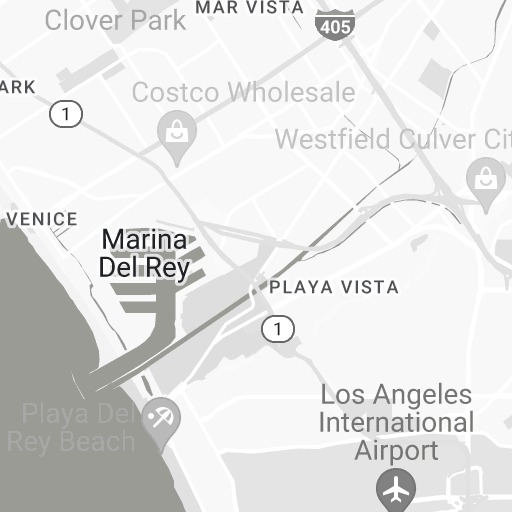 MAR VISTA
Clover Park
405
ARK
Costco Wholesale
1
Westfield Culver Cit
VENICE
Marina
Del Rey
PLAYA VISTA
1
Los Angeles
International
Airport
Playa Del
Rey Beach